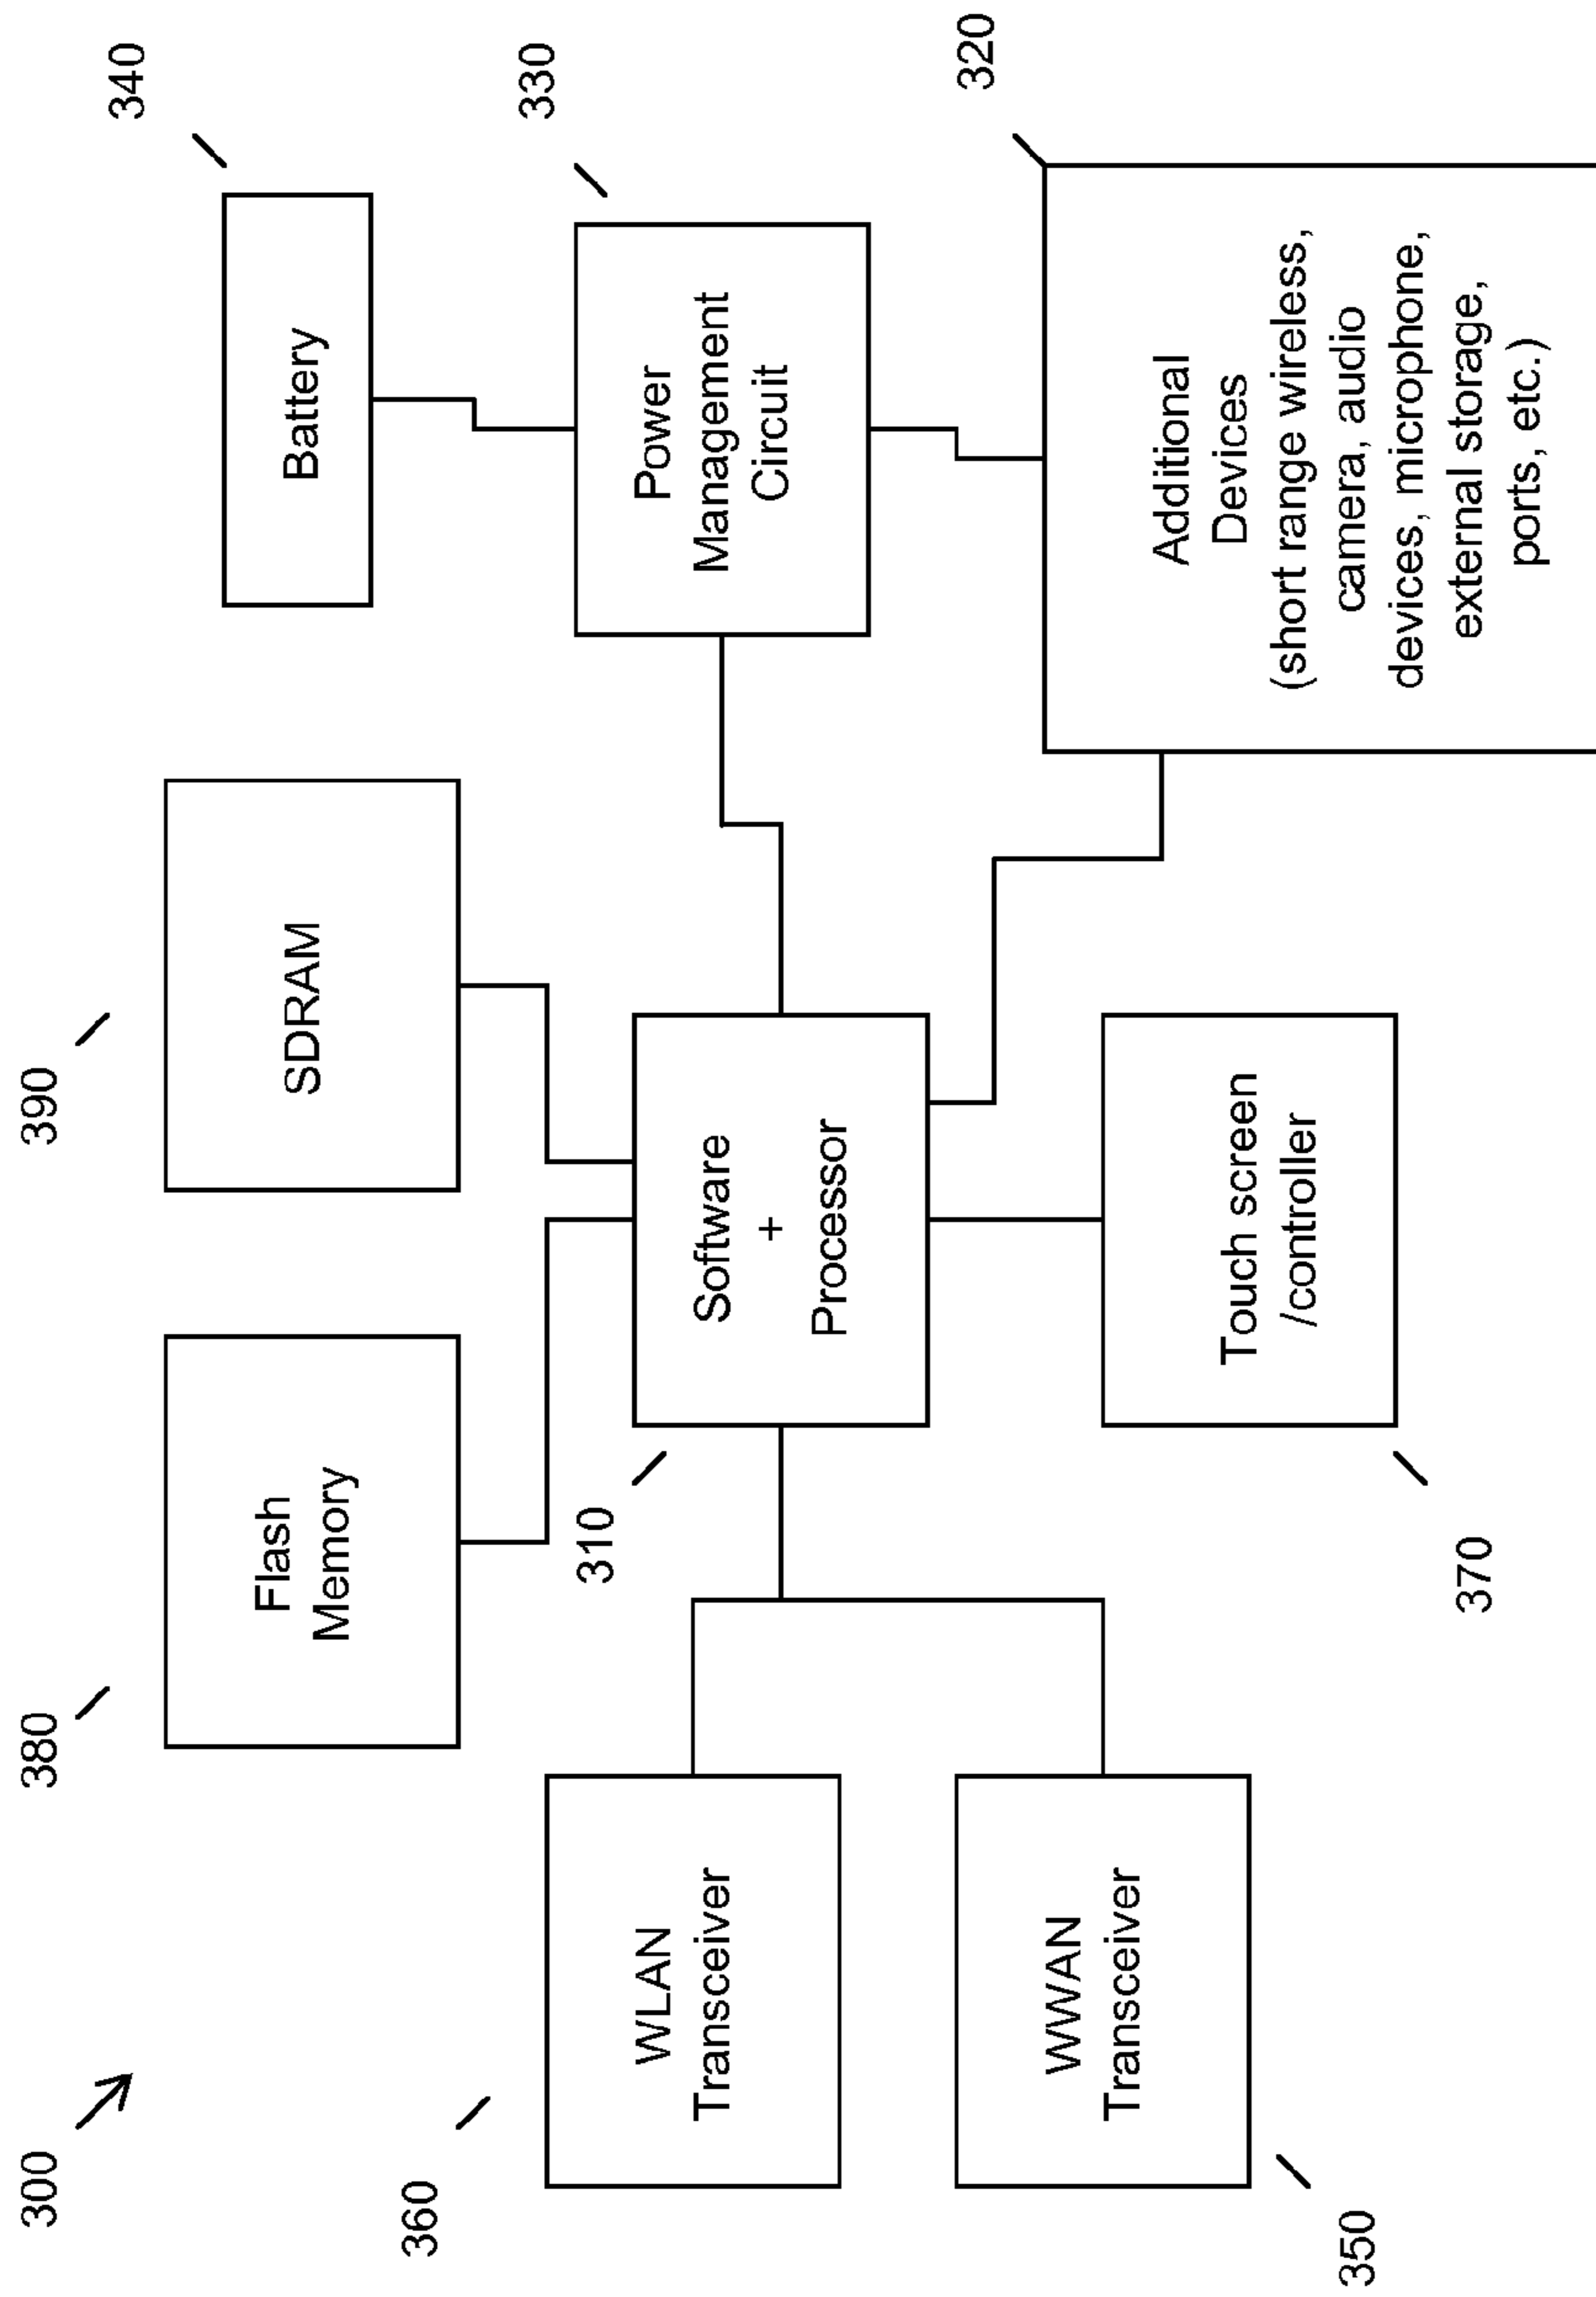 300
380
390
340
Flash
Memory
SDRAM
Battery
360
310
330
WLAN
Transceiver
Software
+
Processor
Power
Management
Circuit
320
WWAN
Transceiver
Touch screen
/controller
Additional
Devices
(short range wireless,
camera, audio
devices, microphone,
external storage,
ports, etc.)
350
370